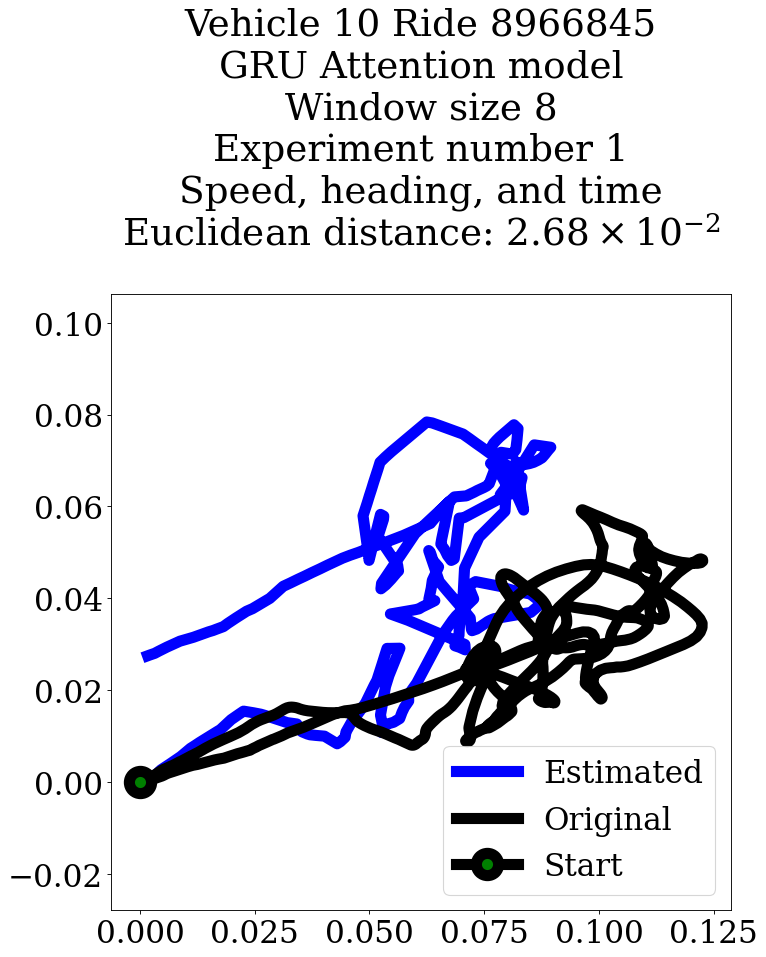 Vehicle 10 Ride 8966845
GRU Attention model
Window size 8
Experiment number 1
Speed, heading, and time
Euclidean distance: 2.68 × 10⁻²
0.10
0.08
0.06
0.04
0.02
0.00
−0.02
Estimated
Original
Start
0.000 0.025 0.050 0.075 0.100 0.125